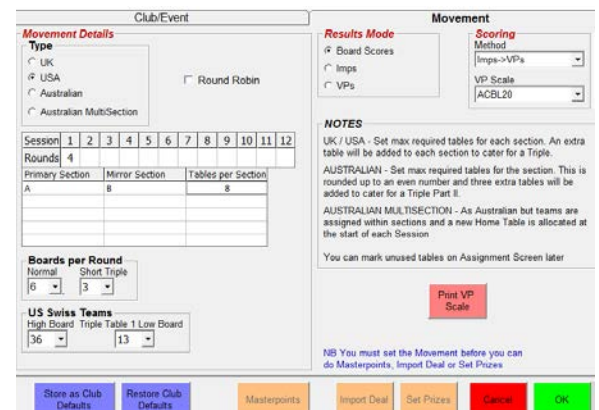 Club/Event
Movement
Movement Details
Type
UK
USA
Australian
Australian MultiSection
Round Robin
Session 1 2 3 4 5 6 7 8 9 10 11 12
Rounds 4
Primary Section Mirror Section Tables per Section
A B 8
Boards per Round
Normal Short Triple
6 3
US Swiss Teams
High Board Triple Table 1 Low Board
36 13
Results Mode
Board Scores
Imps
VPs
Scoring
Method
Imps->VPs
VP Scale
ACBL20
NOTES
UK / USA - Set max required tables for each section. An extra
table will be added to each section to cater for a Triple.
AUSTRALIAN - Set max required tables for the section. This is
rounded up to an even number and three extra tables will be
added to cater for a Triple Part II.
AUSTRALIAN MULTISECTION - As Australian but teams are
assigned within sections and a new Home Table is allocated at
the start of each Session
You can mark unused tables on Assignment Screen later
Print VP
Scale
NB You must set the Movement before you can
do Masterpoints, Import Deal or Set Prizes
Store as Club
Defaults
Restore Club
Defaults
Masterpoints
Import Deal
Set Prizes
Cancel
OK